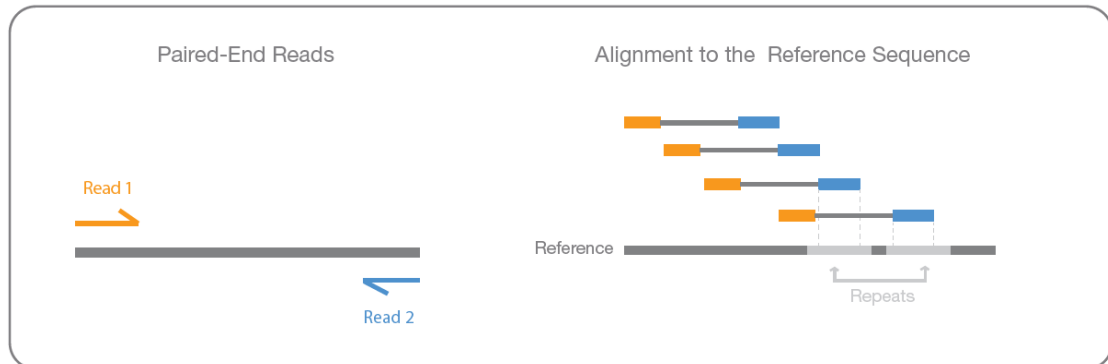 Paired-End Reads
Alignment to the Reference Sequence
Read 1
Reference
Repeats
Read 2